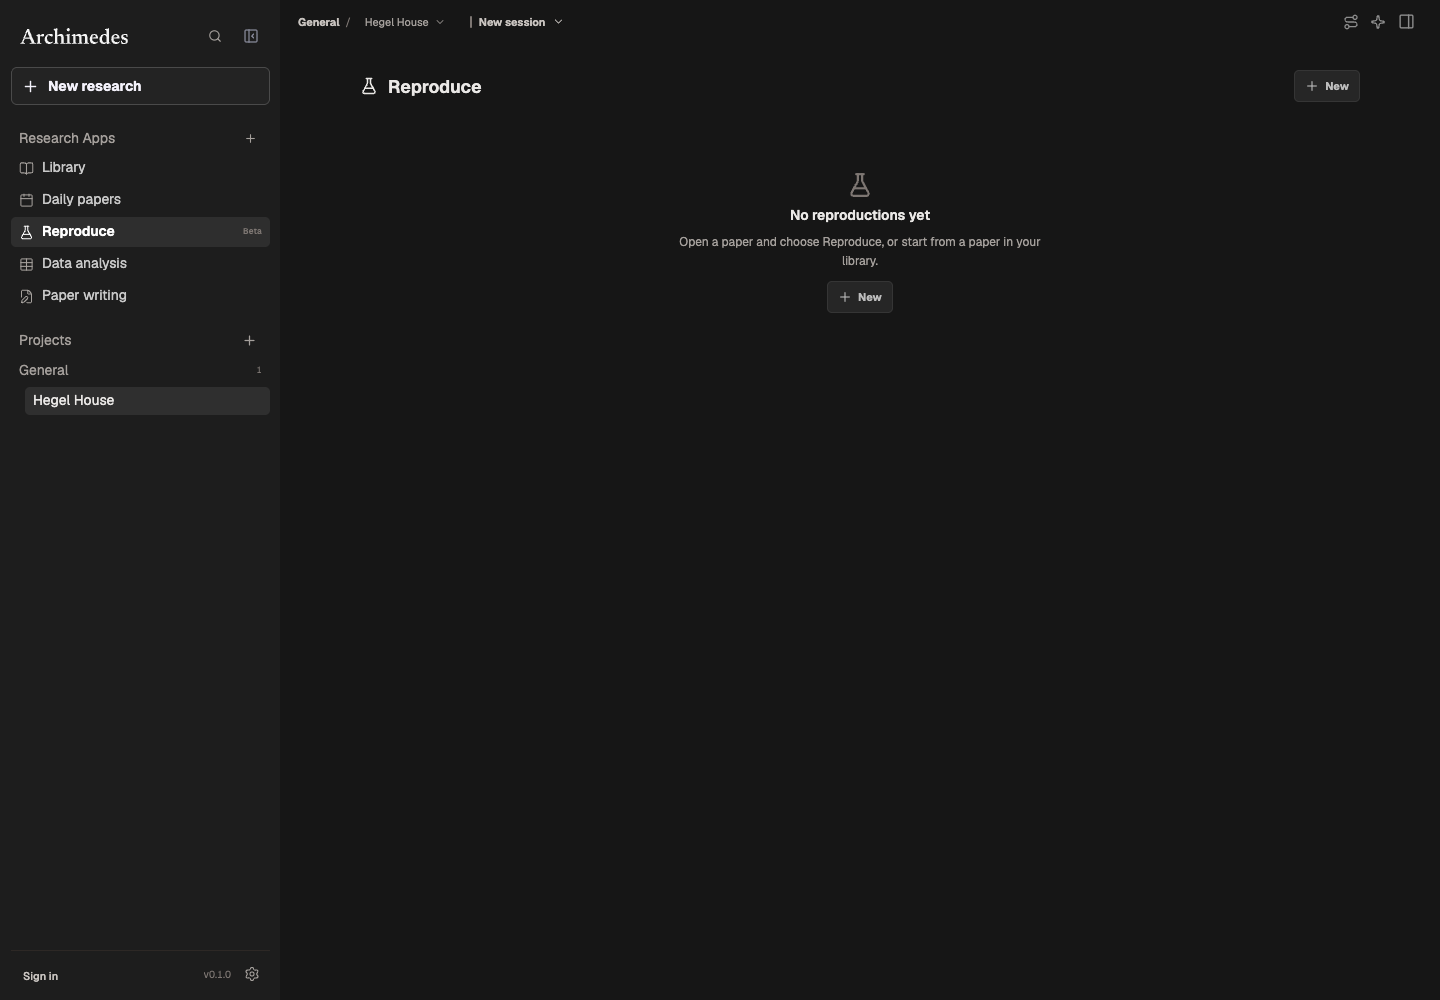 Archimedes
New research
Research Apps
Library
Daily papers
Reproduce Beta
Data analysis
Paper writing
Projects
General 1
Hegel House
Sign in v0.1.0
General / Hegel House | New session
Reproduce
New
No reproductions yet
Open a paper and choose Reproduce, or start from a paper in your
library.
New